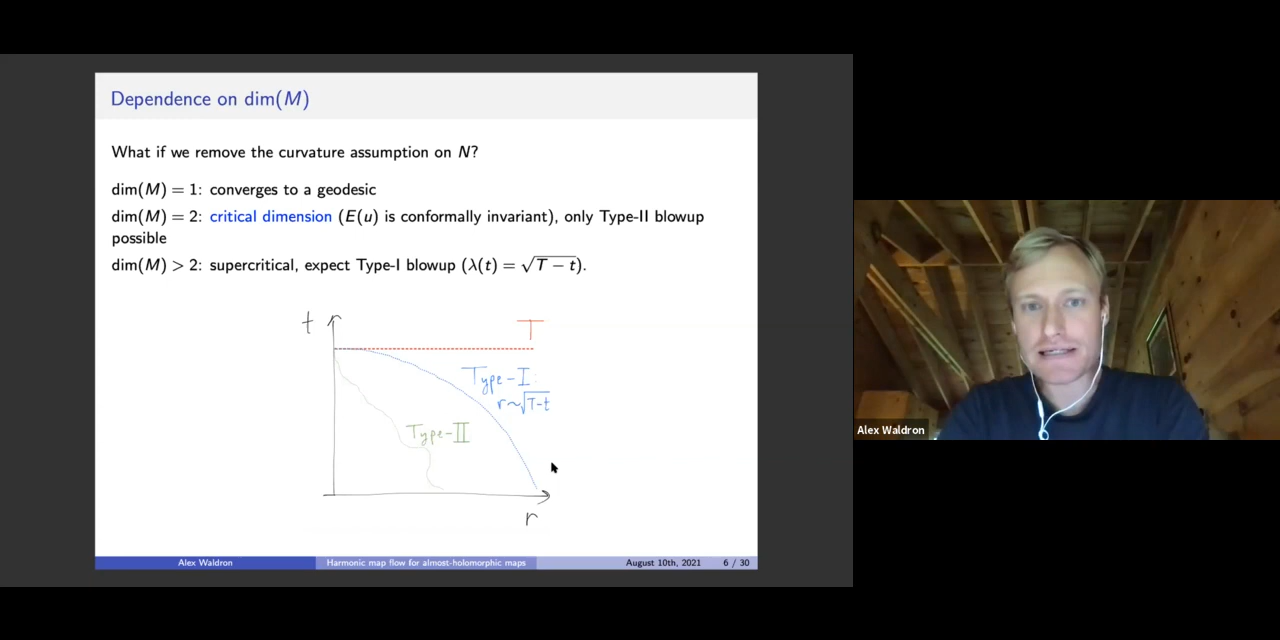 Dependence on dim(M)
What if we remove the curvature assumption on N?
dim(M) = 1: converges to a geodesic
dim(M) = 2: critical dimension (E(u) is conformally invariant), only Type-II blowup
possible
dim(M) > 2: supercritical, expect Type-I blowup (λ(t) = √T − t).
t
T
Type-I:
r~√T-t
Type-II
r
Alex Waldron
Harmonic map flow for almost-holomorphic maps
August 10th, 2021
6 / 30
Alex Waldron